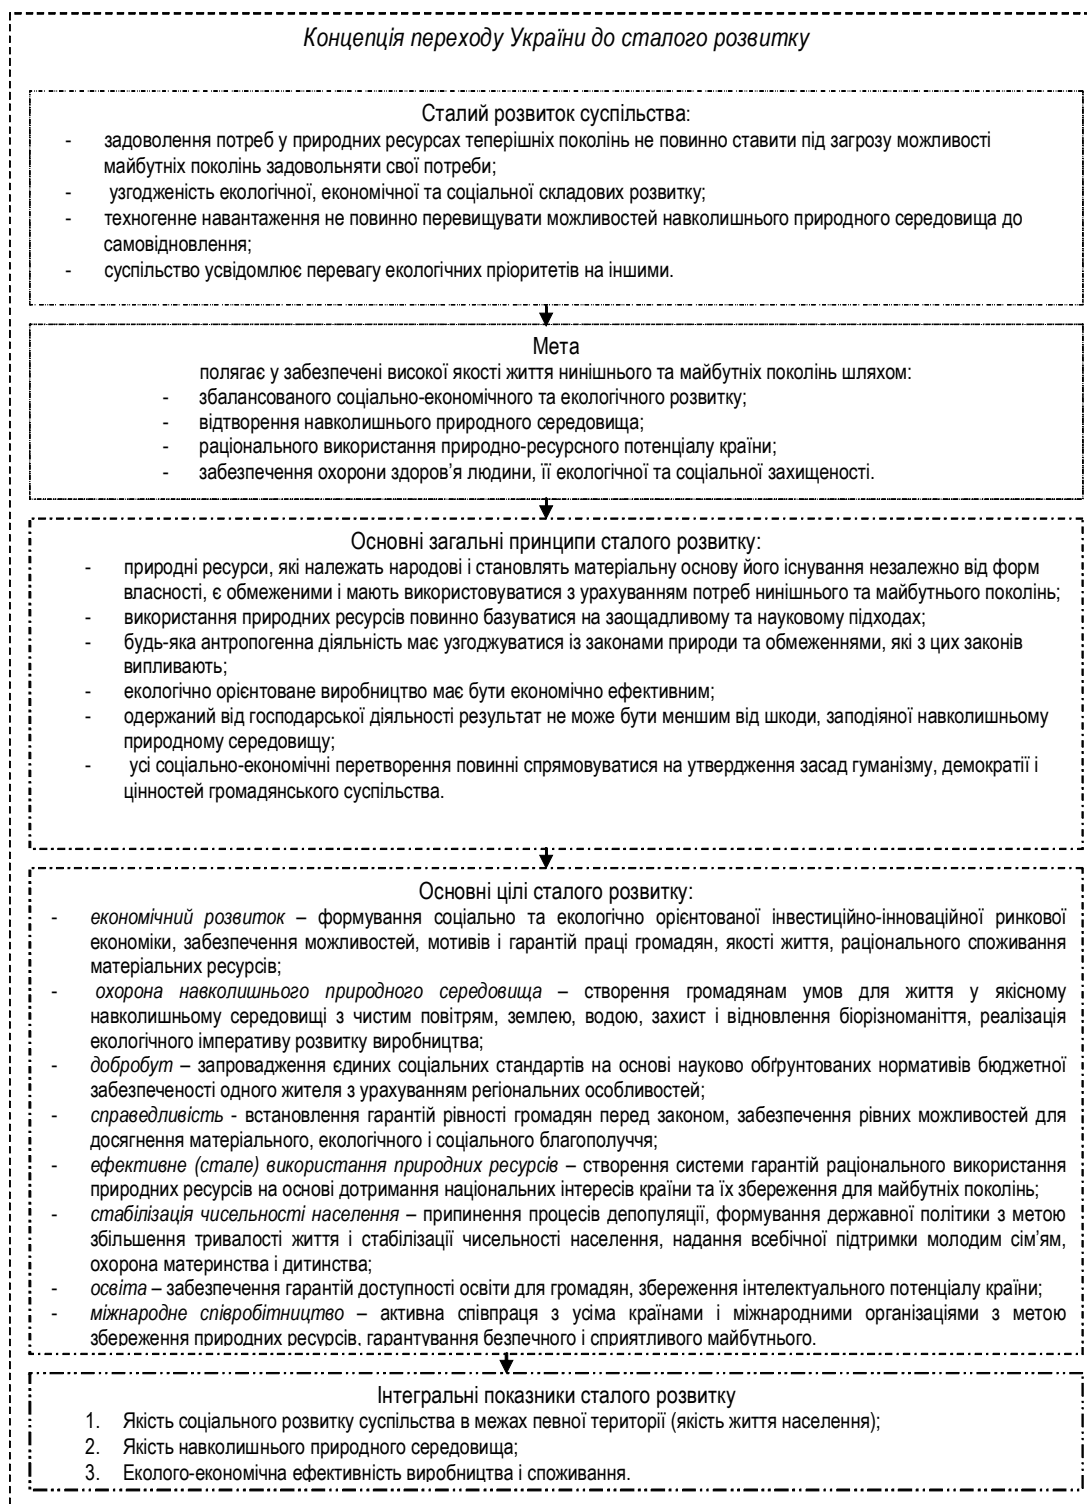 Концепція переходу України до сталого розвитку
Сталий розвиток суспільства:
- задоволення потреб у природних ресурсах теперішніх поколінь не повинно ставити під загрозу можливості
майбутніх поколінь задовольняти свої потреби;
- узгодженість екологічної, економічної та соціальної складових розвитку;
- техногенне навантаження не повинно перевищувати можливостей навколишнього природного середовища до
самовідновлення;
- суспільство усвідомлює перевагу екологічних пріоритетів на іншими.
Мета
полягає у забезпечені високої якості життя нинішнього та майбутніх поколінь шляхом:
- збалансованого соціально-економічного та екологічного розвитку;
- відтворення навколишнього природного середовища;
- раціонального використання природно-ресурсного потенціалу країни;
- забезпечення охорони здоров’я людини, її екологічної та соціальної захищеності.
Основні загальні принципи сталого розвитку:
- природні ресурси, які належать народові і становлять матеріальну основу його існування незалежно від форм
власності, є обмеженими і мають використовуватися з урахуванням потреб нинішнього та майбутнього поколінь;
- використання природних ресурсів повинно базуватися на заощадливому та науковому підходах;
- будь-яка антропогенна діяльність має узгоджуватися із законами природи та обмеженнями, які з цих законів
випливають;
- екологічно орієнтоване виробництво має бути економічно ефективним;
- одержаний від господарської діяльності результат не може бути меншим від шкоди, заподіяної навколишньому
природному середовищу;
- усі соціально-економічні перетворення повинні спрямовуватися на утвердження засад гуманізму, демократії і
цінностей громадянського суспільства.
Основні цілі сталого розвитку:
- економічний розвиток – формування соціально та екологічно орієнтованої інвестиційно-інноваційної ринкової
економіки, забезпечення можливостей, мотивів і гарантій праці громадян, якості життя, раціонального споживання
матеріальних ресурсів;
- охорона навколишнього природного середовища – створення громадянам умов для життя у якісному
навколишньому середовищі з чистим повітрям, землею, водою, захист і відновлення біорізноманіття, реалізація
екологічного імперативу розвитку виробництва;
- добробут – запровадження єдиних соціальних стандартів на основі науково обґрунтованих нормативів бюджетної
забезпеченості одного жителя з урахуванням регіональних особливостей;
- справедливість - встановлення гарантій рівності громадян перед законом, забезпечення рівних можливостей для
досягнення матеріального, екологічного і соціального благополуччя;
- ефективне (стале) використання природних ресурсів – створення системи гарантій раціонального використання
природних ресурсів на основі дотримання національних інтересів країни та їх збереження для майбутніх поколінь;
- стабілізація чисельності населення – припинення процесів депопуляції, формування державної політики з метою
збільшення тривалості життя і стабілізації чисельності населення, надання всебічної підтримки молодим сім’ям,
охорона материнства і дитинства;
- освіта – забезпечення гарантій доступності освіти для громадян, збереження інтелектуального потенціалу країни;
- міжнародне співробітництво – активна співпраця з усіма країнами і міжнародними організаціями з метою
збереження природних ресурсів, гарантування безпечного і сприятливого майбутнього.
Інтегральні показники сталого розвитку
1. Якість соціального розвитку суспільства в межах певної території (якість життя населення);
2. Якість навколишнього природного середовища;
3. Еколого-економічна ефективність виробництва і споживання.